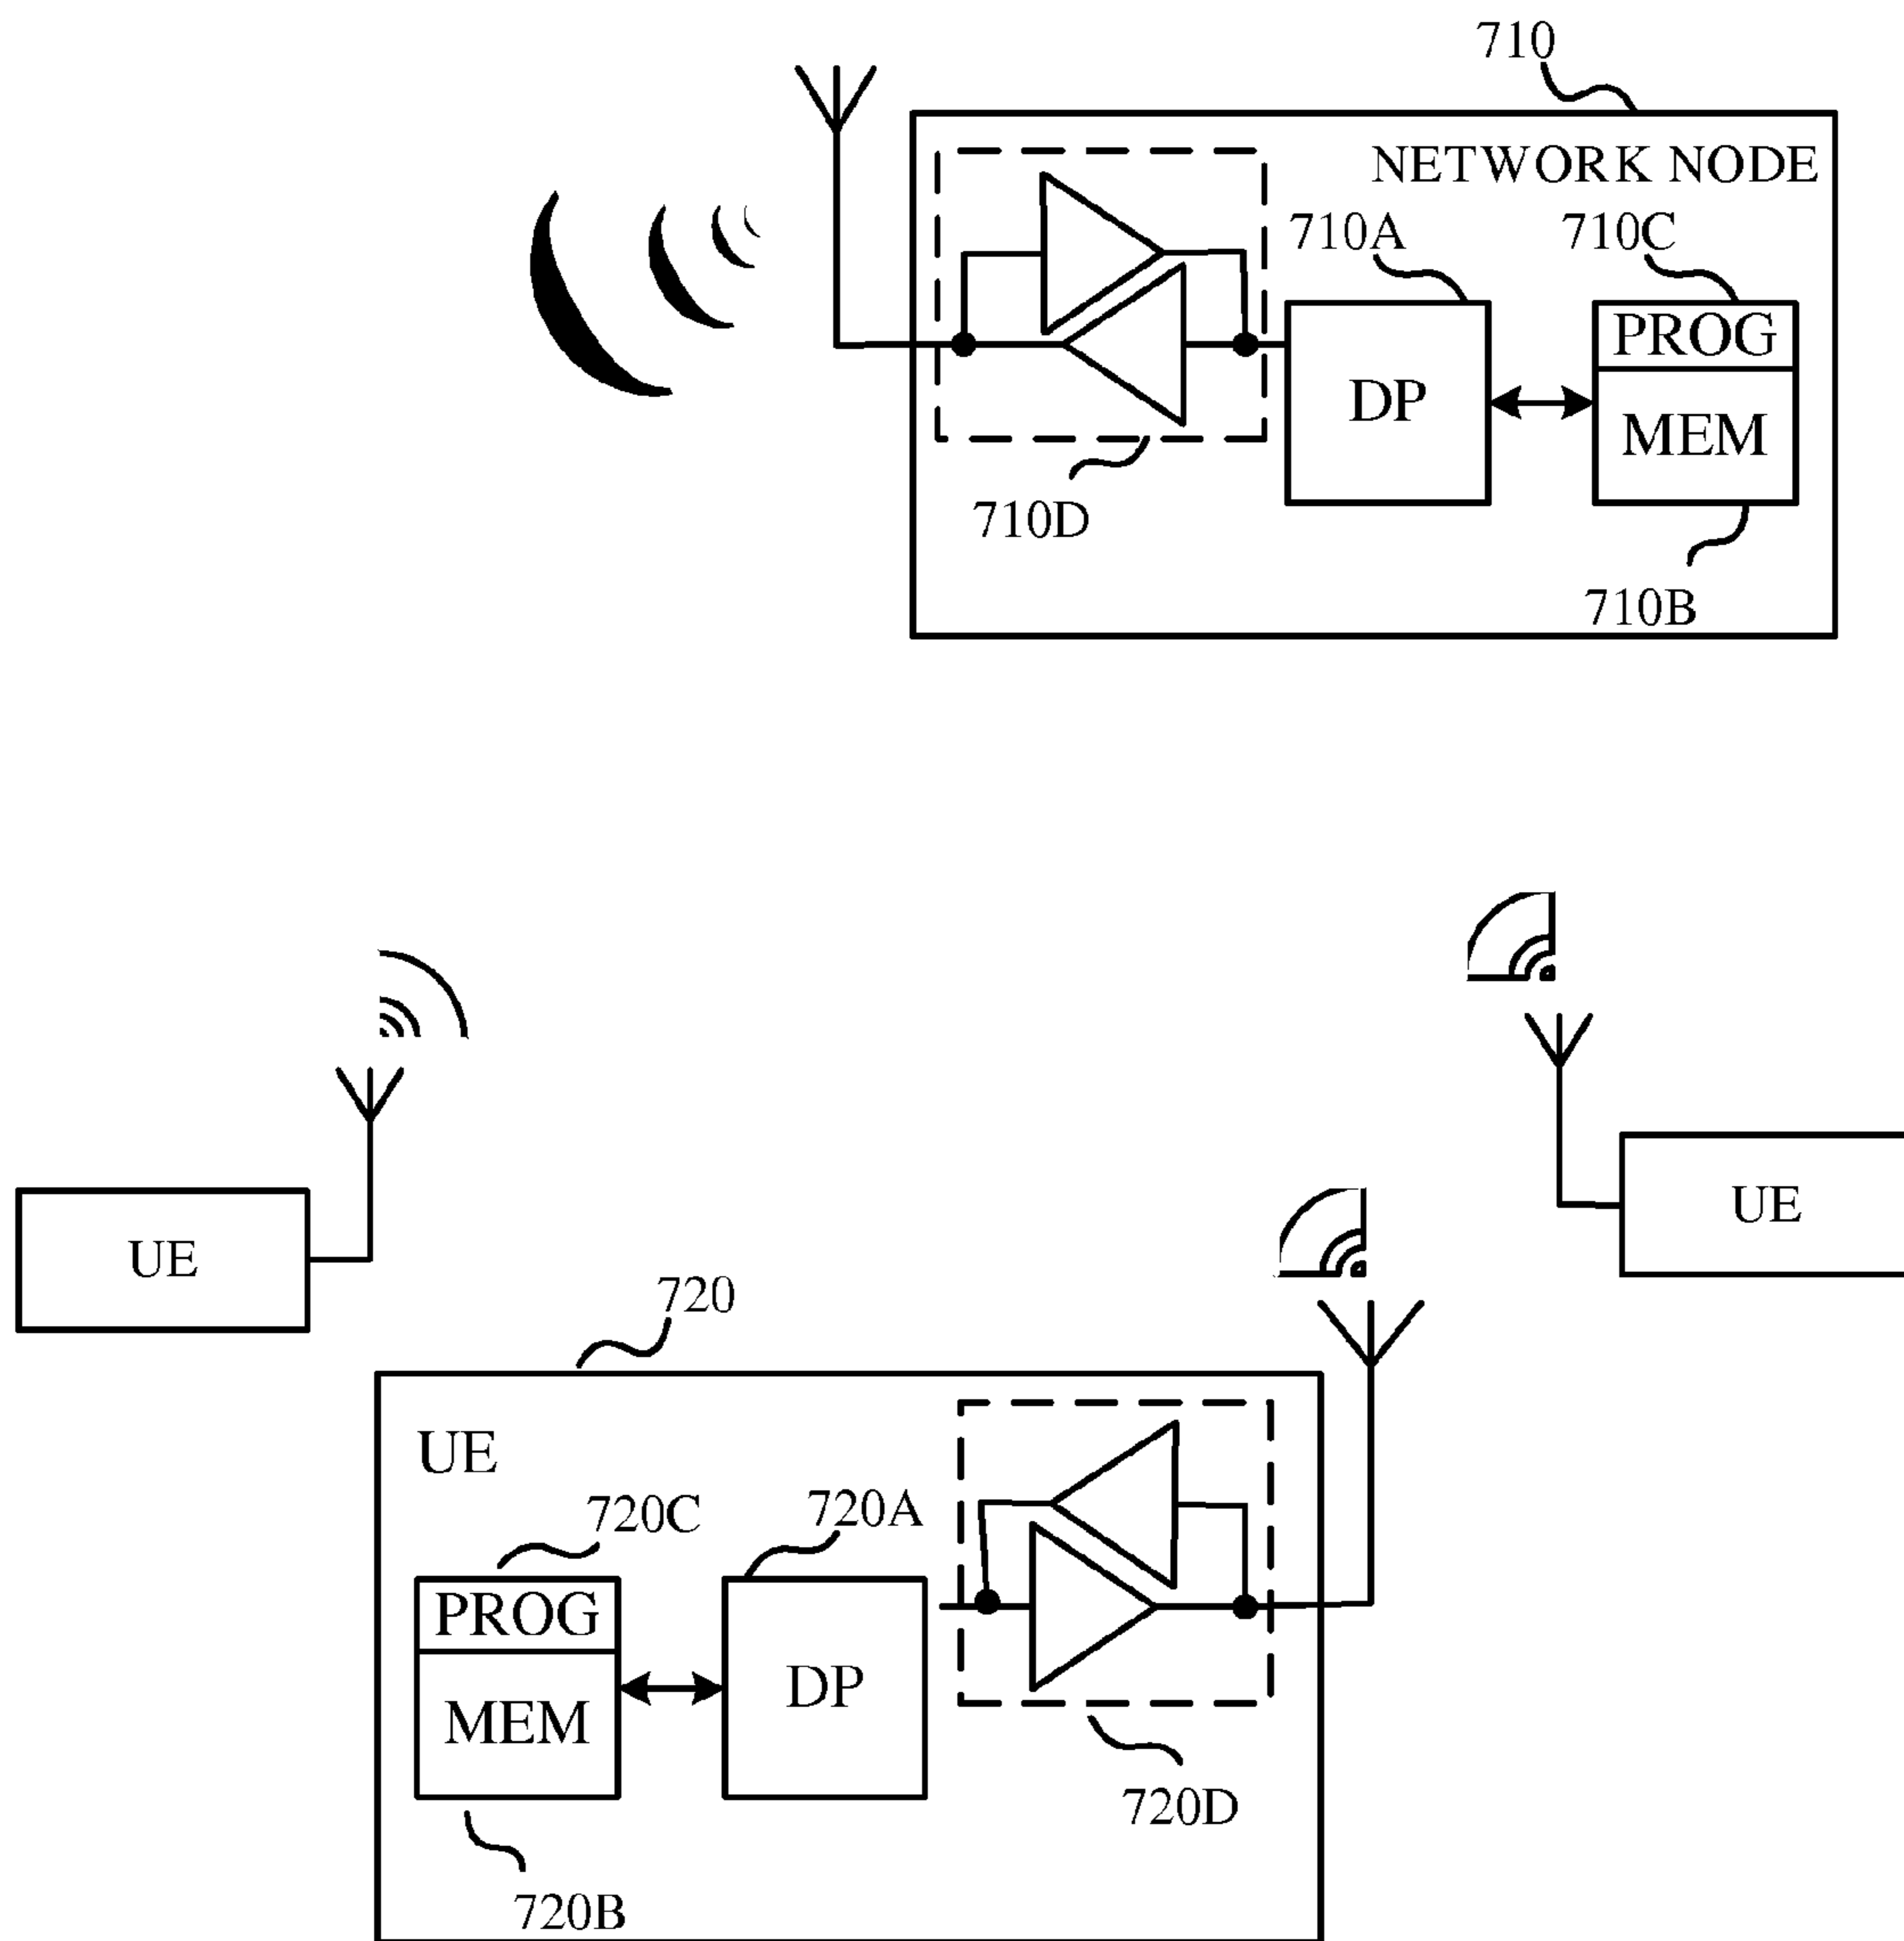 710
NETWORK NODE
710A
710C
PROG
DP
MEM
710D
710B
UE
UE
720
UE
720C
720A
PROG
DP
MEM
720D
720B